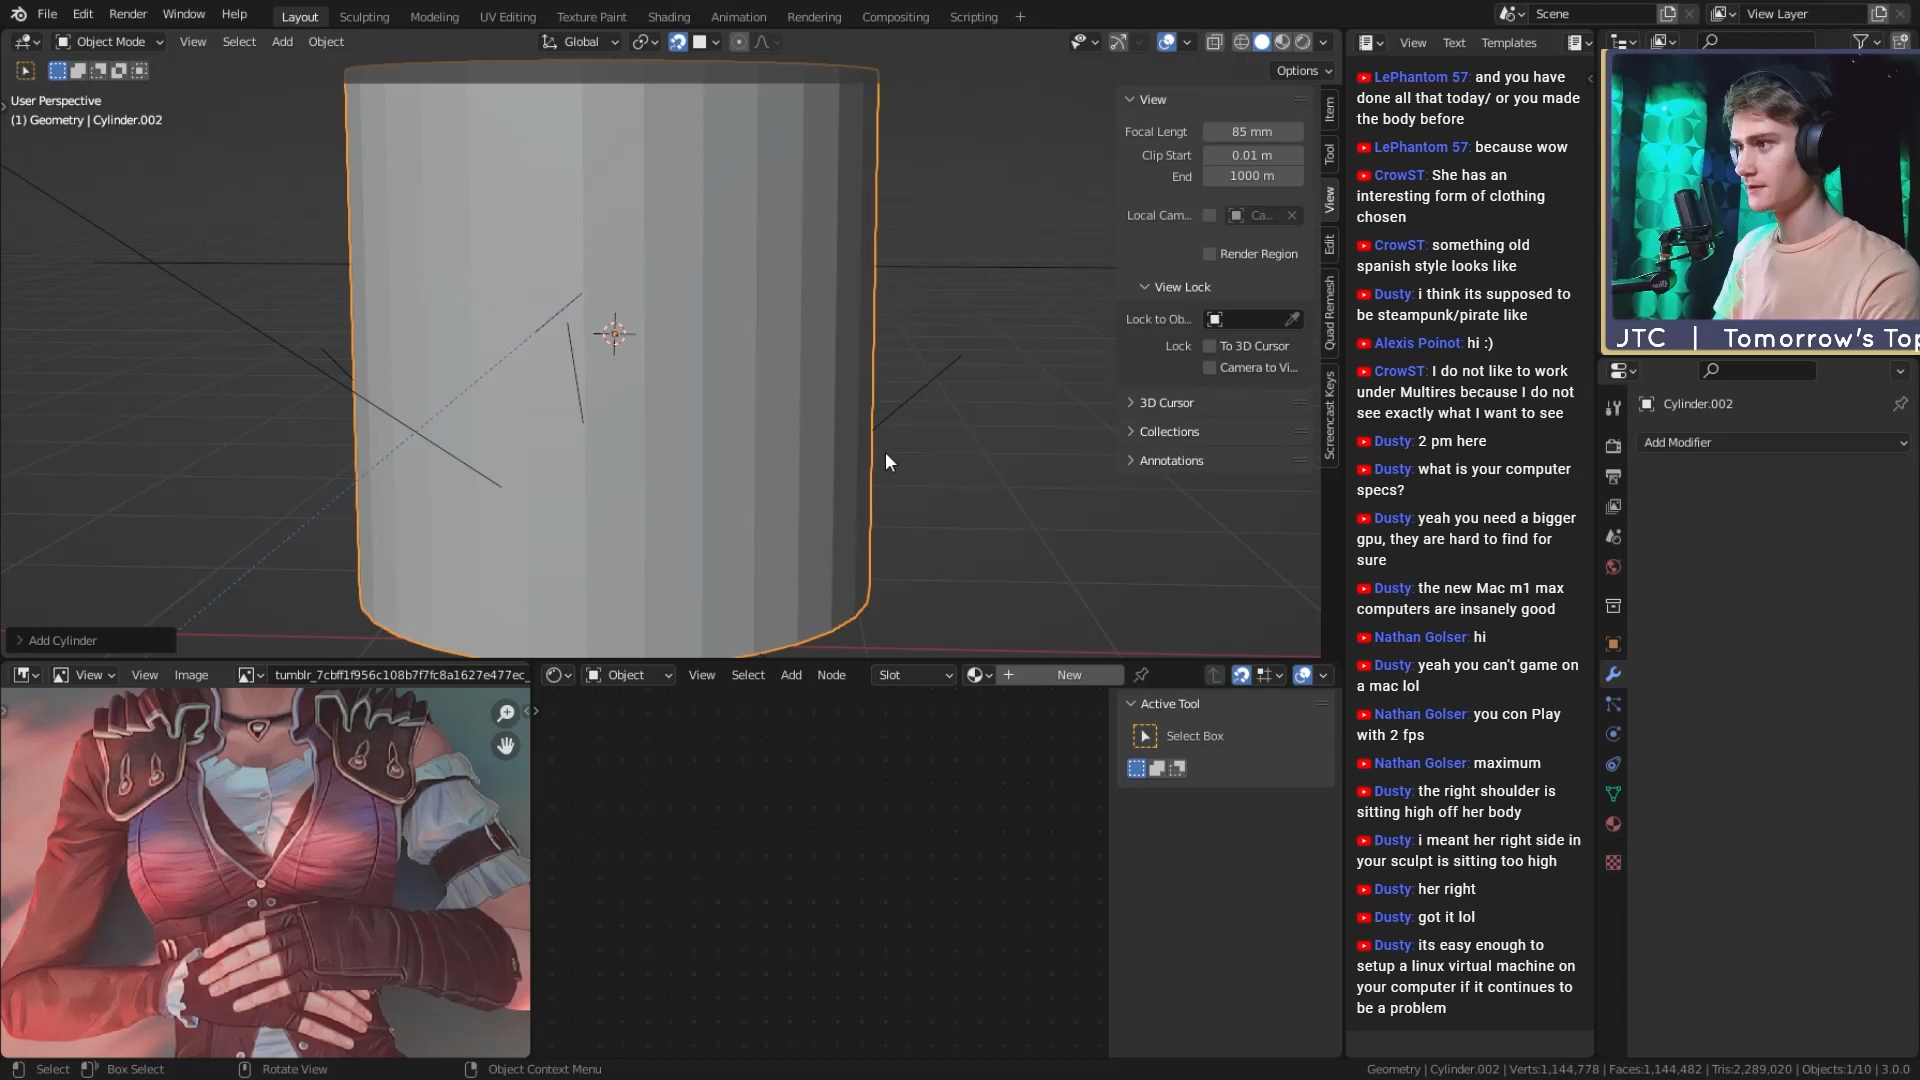 File Edit Render Window Help Layout Sculpting Modeling UV Editing Texture Paint Shading Animation Rendering Compositing Scripting + Scene View Layer
Object Mode View Select Add Object Global View Text Templates
Options
User Perspective
(1) Geometry | Cylinder.002
View
Focal Lengt 85 mm
Clip Start 0.01 m
End 1000 m
Local Cam... Ca...
Render Region
View Lock
Lock to Ob...
Lock To 3D Cursor
Camera to Vi...
3D Cursor
Collections
Annotations
Item
Tool
View
Edit
Quad Remesh
Screencast Keys
Add Cylinder
LePhantom 57: and you have
done all that today/ or you made
the body before
LePhantom 57: because wow
CrowST: She has an
interesting form of clothing
chosen
CrowST: something old
spanish style looks like
Dusty: i think its supposed to
be steampunk/pirate like
Alexis Poinot: hi :)
CrowST: I do not like to work
under Multires because I do not
see exactly what I want to see
Dusty: 2 pm here
Dusty: what is your computer
specs?
Dusty: yeah you need a bigger
gpu, they are hard to find for
sure
Dusty: the new Mac m1 max
computers are insanely good
Nathan Golser: hi
Dusty: yeah you can't game on
a mac lol
Nathan Golser: you con Play
with 2 fps
Nathan Golser: maximum
Dusty: the right shoulder is
sitting high off her body
Dusty: i meant her right side in
your sculpt is sitting too high
Dusty: her right
Dusty: got it lol
Dusty: its easy enough to
setup a linux virtual machine on
your computer if it continues to
be a problem
JTC | Tomorrow's Top
Cylinder.002
Add Modifier
View View Image tumblr_7cbff1f956c108b7f7fc8a1627e477ec_
Object View Select Add Node Slot + New
Active Tool
Select Box
Select Box Select Rotate View Object Context Menu
Geometry | Cylinder.002 | Verts:1,144,778 | Faces:1,144,482 | Tris:2,289,020 | Objects:1/10 | 3.0.0